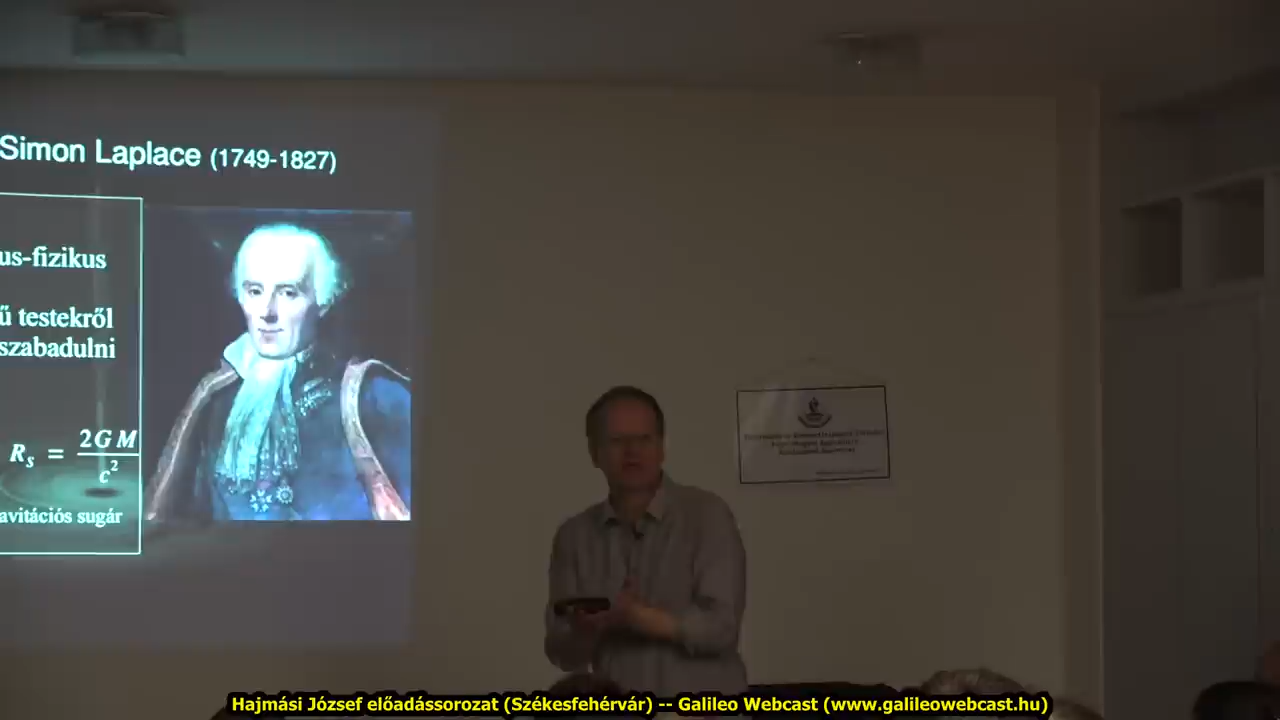 Simon Laplace (1749-1827)
us-fizikus
ű testekről
szabadulni
R_s = 2GM / c^2
avitációs sugár
Hajmási József előadássorozat (Székesfehérvár) -- Galileo Webcast (www.galileowebcast.hu)